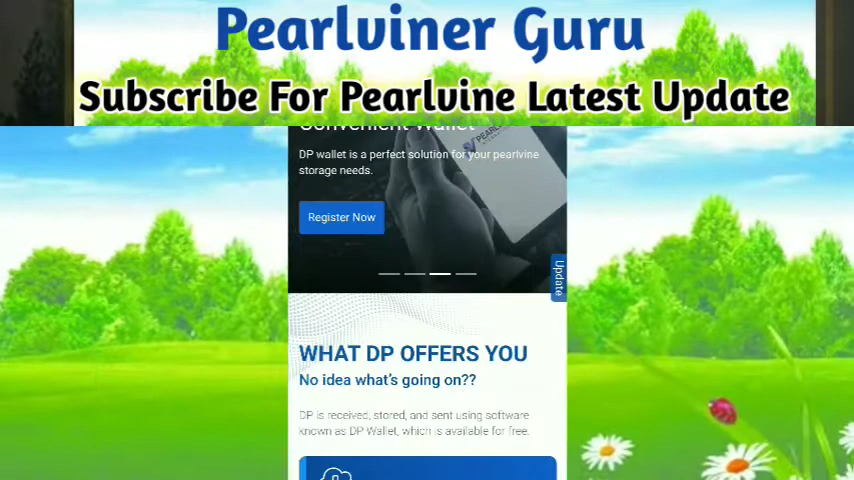 Pearlviner Guru
Subscribe For Pearlvine Latest Update
Convenient Wallet
DP wallet is a perfect solution for your pearlvine
storage needs.
Register Now
Update
WHAT DP OFFERS YOU
No idea what's going on??
DP is received, stored, and sent using software
known as DP Wallet, which is available for free.